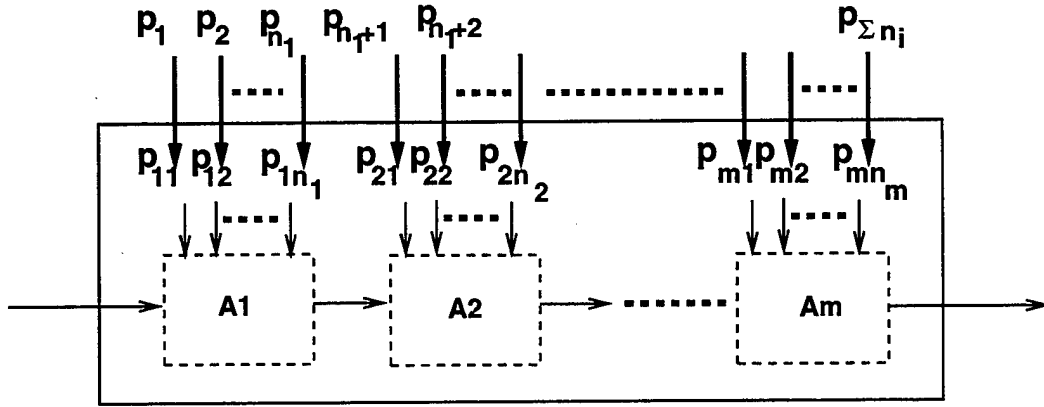 p1 p2 pn1 pn1+1 pn1+2 pΣni
p11 p12 p1n1 p21 p22 p2n2 pm1 pm2 pmnm
A1 A2 Am